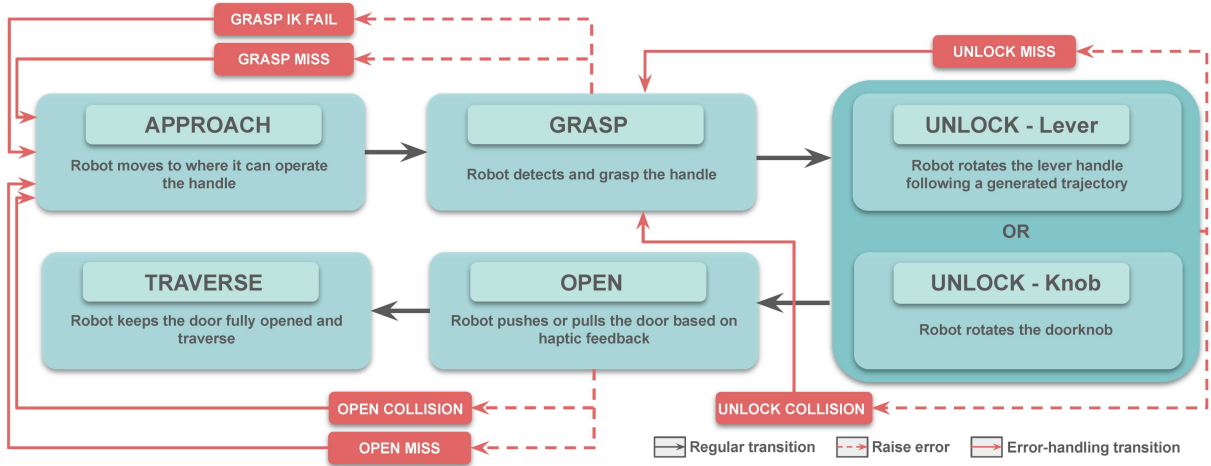 GRASP IK FAIL
GRASP MISS
UNLOCK MISS
APPROACH
Robot moves to where it can operate
the handle
GRASP
Robot detects and grasp the handle
UNLOCK - Lever
Robot rotates the lever handle
following a generated trajectory
OR
UNLOCK - Knob
Robot rotates the doorknob
OPEN
Robot pushes or pulls the door based on
haptic feedback
TRAVERSE
Robot keeps the door fully opened and
traverse
OPEN COLLISION
OPEN MISS
UNLOCK COLLISION
Regular transition
Raise error
Error-handling transition